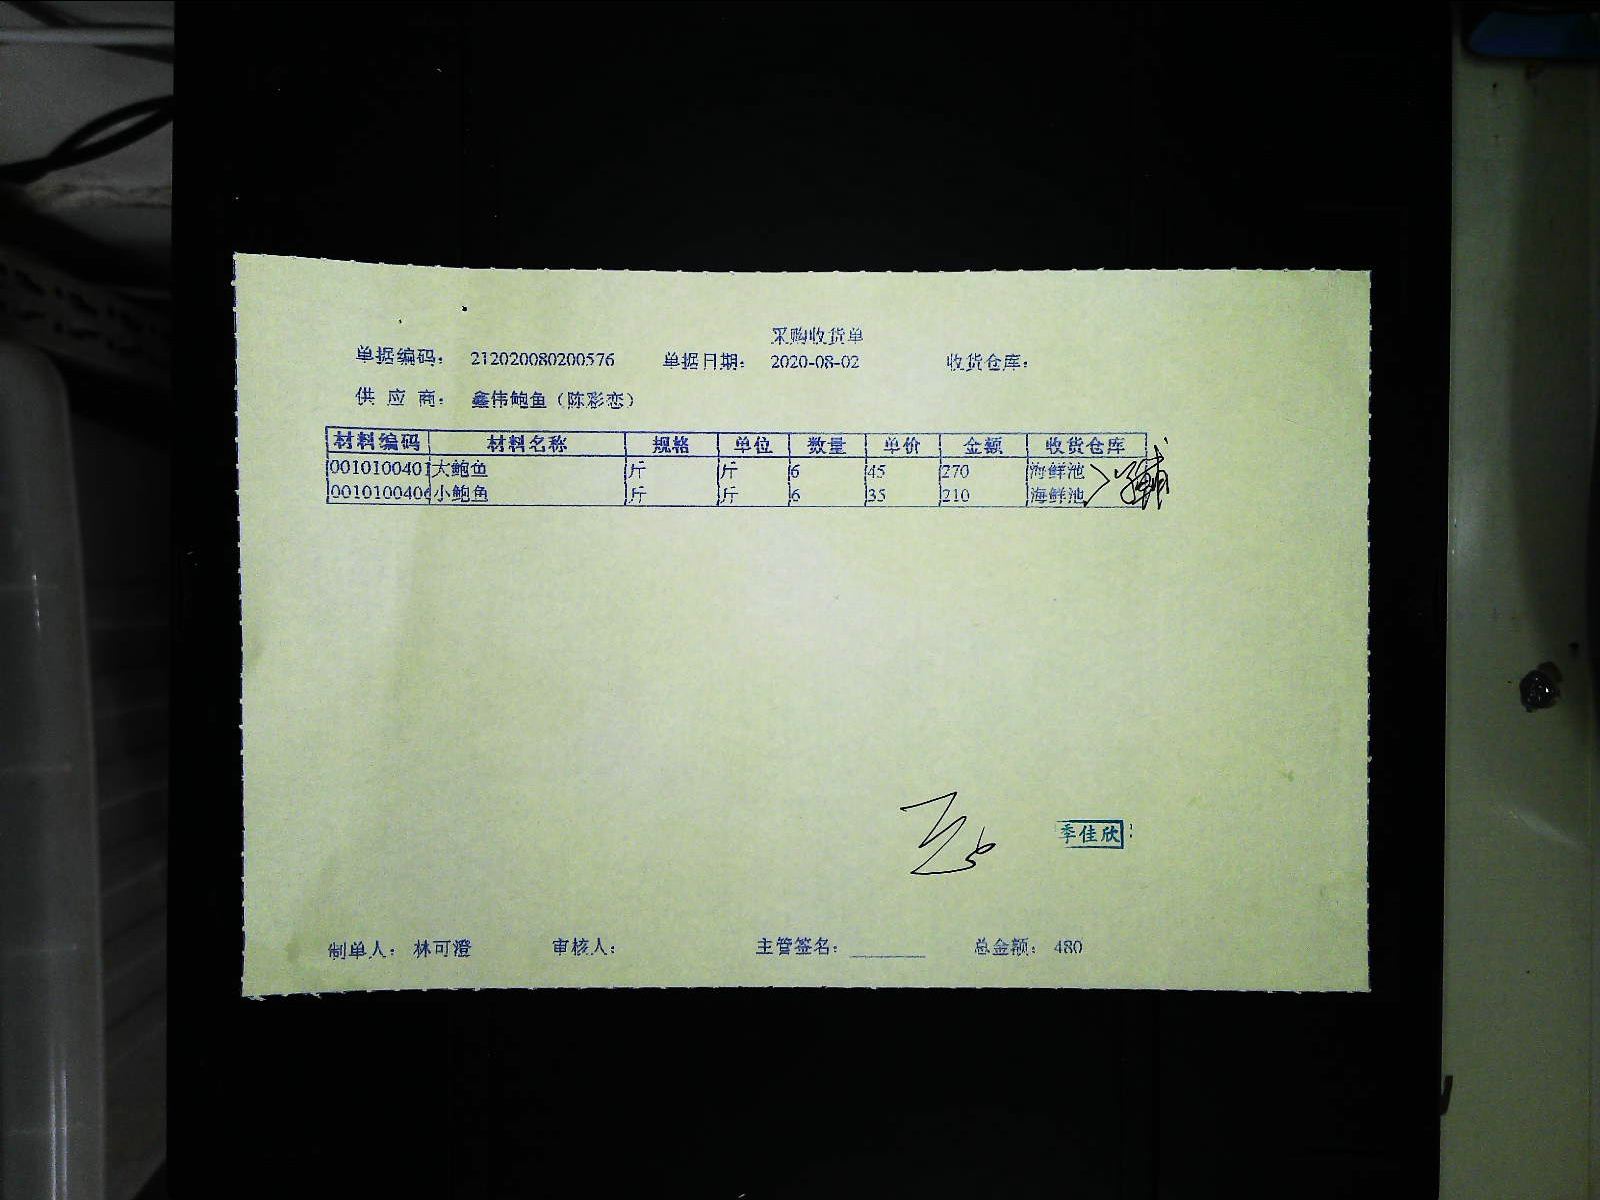 采购收货单
单据编码： 212020080200576 单据日期： 2020-08-02 收货仓库：
供 应 商： 鑫伟鲍鱼（陈彩恋）
材料编码 材料名称 规格 单位 数量 单价 金额 收货仓库
0010100401 大鲍鱼 斤 斤 6 45 270 海鲜池
0010100406 小鲍鱼 斤 斤 6 35 210 海鲜池
季佳欣
制单人： 林可澄 审核人： 主管签名： 总金额： 480